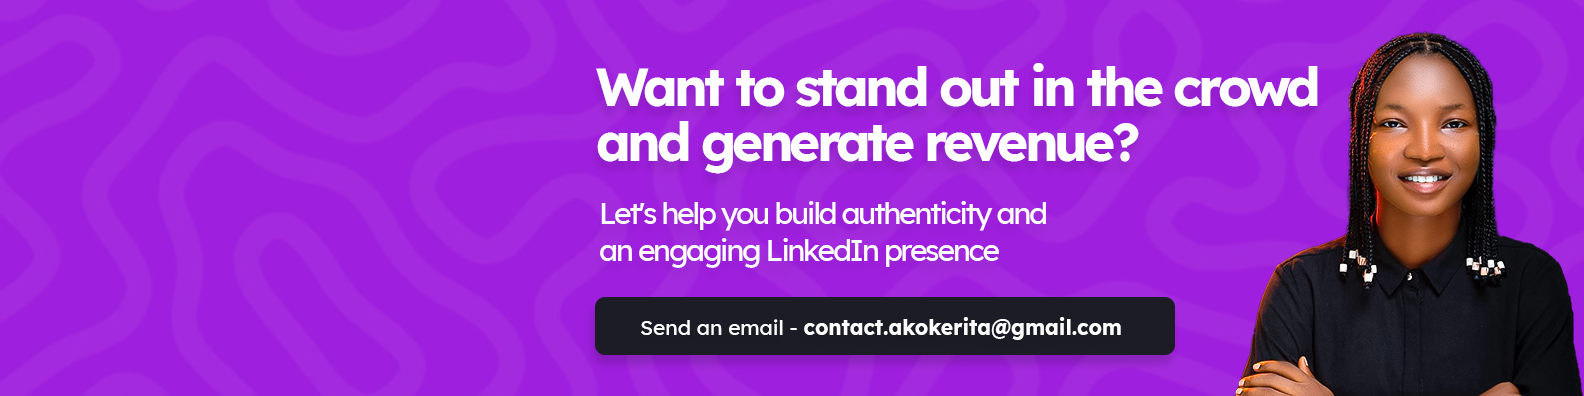 Want to stand out in the crowd
and generate revenue?
Let's help you build authenticity and
an engaging LinkedIn presence
Send an email - contact.akokerita@gmail.com